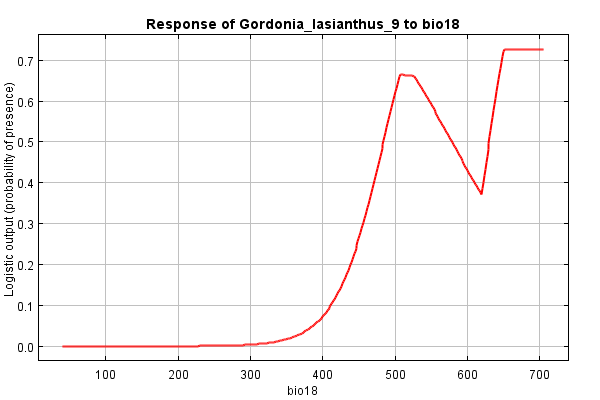 Response of Gordonia_lasianthus_9 to bio18
Logistic output (probability of presence)
0.7
0.6
0.5
0.4
0.3
0.2
0.1
0.0
100 200 300 400 500 600 700
bio18